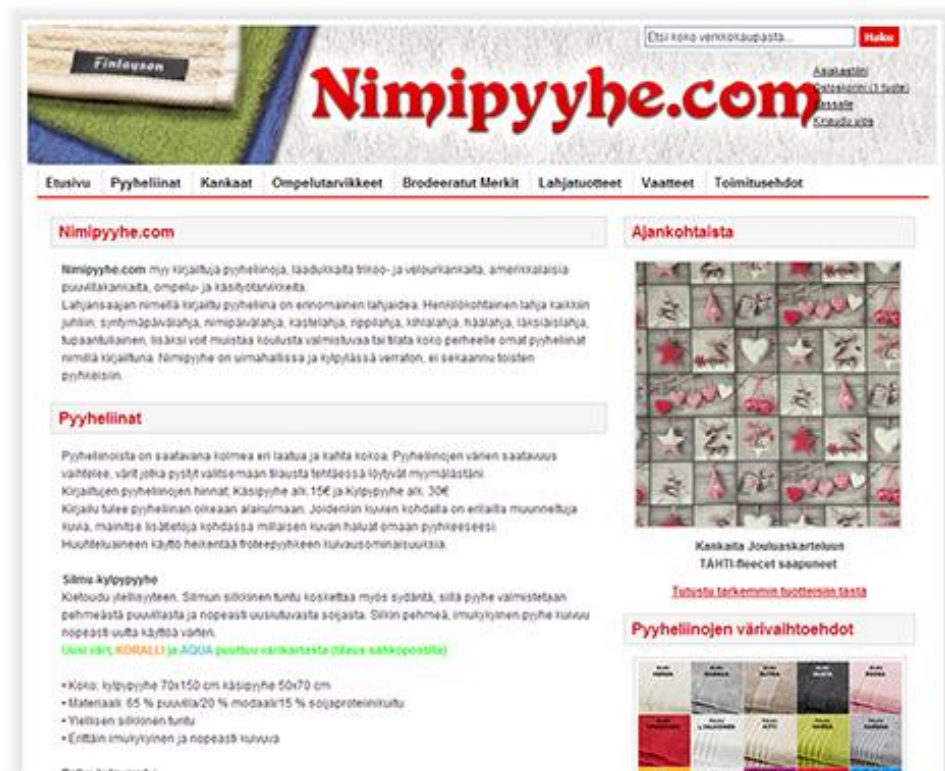 Finlayson
Etsi koko verkkokaupasta...
Haku
Nimipyyhe.com
Asiakastini
Ostoskorini (1 tuote)
Kassalle
Kirjaudu ulos
Etusivu Pyyheliinat Kankaat Ompelutarvikkeet Brodeeratut Merkit Lahjatuotteet Vaatteet Toimitusehdot
Nimipyyhe.com
Nimipyyhe.com myy kirjailtuja pyyheliinoja, laadukkaita trikoo- ja velourkankaita, amerikkalaisia
puuvillakankaita, ompelu- ja käsityötarvikkeita.
Lahjansaajan nimellä kirjailtu pyyheliina on erinomainen lahjaidea. Henkilökohtainen lahja kaikkiin
juhliin, syntymäpäivälahja, nimipäivälahja, kastelahja, rippilahja, kihlalahja, häälahja, läksiäislahja,
tupaantuliainen, lisäksi voit muistaa koulusta valmistuvaa tai tilata koko perheelle omat pyyheliinat
nimillä kirjailtuna. Nimipyyhe on uimahallissa ja kylpylässä verraton, ei sekaannu toisten
pyyhkeisiin.
Pyyheliinat
Pyyheliinoista on saatavana kolmea eri laatua ja kahta kokoa. Pyyheliinojen värien saatavuus
vaihtelee, värit jotka pystyt valitsemaan tilausta tehtäessä löytyvät myymälästäni.
Kirjailtujen pyyheliinojen hinnat: Käsipyyhe alk. 15€ ja Kylpypyyhe alk. 30€
Kirjailu tulee pyyheliinan oikeaan alakulmaan. Joidenkin kuvien kohdalla on erilailla muunneltuja
kuvia, mainitse lisätietoja kohdassa millaisen kuvan haluat omaan pyyhkeeseesi.
Huuhteluaineen käyttö heikentää froteepyyhkeen kuivausominaisuuksia.
Silmu-kylpypyyhe
Kietoudu ylellisyyteen. Silmun silkkinen tuntu koskettaa myös sydäntä, sillä pyyhe valmistetaan
pehmeästä puuvillasta ja nopeasti uusiutuvasta soijasta. Silkin pehmeä, imukykyinen pyyhe kuivuu
nopeasti uutta käyttöä varten.
Uusi värit, KORALLI ja AQUA puuttuu värikartasta (tilaus sähköpostilla)
• Koko: kylpypyyhe 70x150 cm käsipyyhe 50x70 cm
• Materiaali: 65 % puuvilla/20 % modaali/15 % soijaproteiinikuitu
• Ylellisen silkkinen tuntu
• Erittäin imukykyinen ja nopeasti kuivuva
Ajankohtaista
Kankaita Jouluaskarteluun
TÄHTI-fleecet saapuneet
Tutustu tarkemmin tuotteisiin tästä
Pyyheliinojen värivaihtoehdot